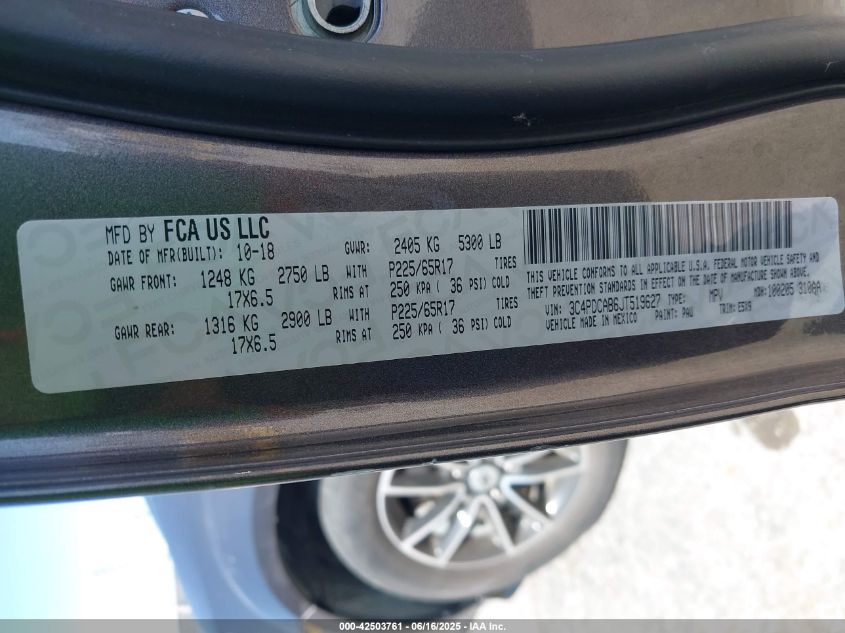 MFD BY FCA US LLC
DATE OF MFR(BUILT): 10-18 GVWR: 2405 KG 5300 LB
GAWR FRONT: 1248 KG 2750 LB WITH P225/65R17 TIRES
17X6.5 RIMS AT 250 KPA ( 36 PSI) COLD
GAWR REAR: 1316 KG 2900 LB WITH P225/65R17 TIRES
17X6.5 RIMS AT 250 KPA ( 36 PSI) COLD
THIS VEHICLE CONFORMS TO ALL APPLICABLE U.S.A. FEDERAL MOTOR VEHICLE SAFETY AND
THEFT PREVENTION STANDARDS IN EFFECT ON THE DATE OF MANUFACTURE SHOWN ABOVE.
VIN: 3C4PDCAB6JT519627 TYPE: MPV MDH: 100205 310AA
VEHICLE MADE IN MEXICO PAINT: PAU TRIM: E5X9
000-42503761 - 06/16/2025 - IAA Inc.